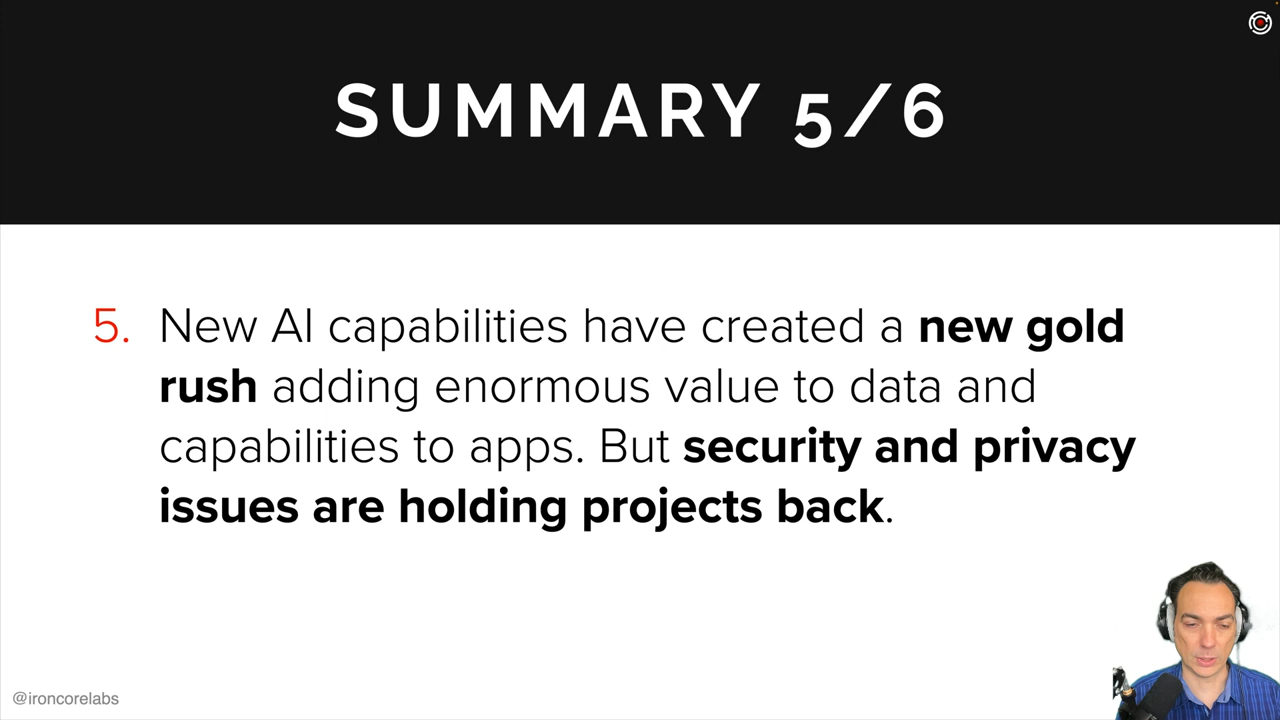 SUMMARY 5/6
5. New AI capabilities have created a new gold
rush adding enormous value to data and
capabilities to apps. But security and privacy
issues are holding projects back.
@ironcorelabs